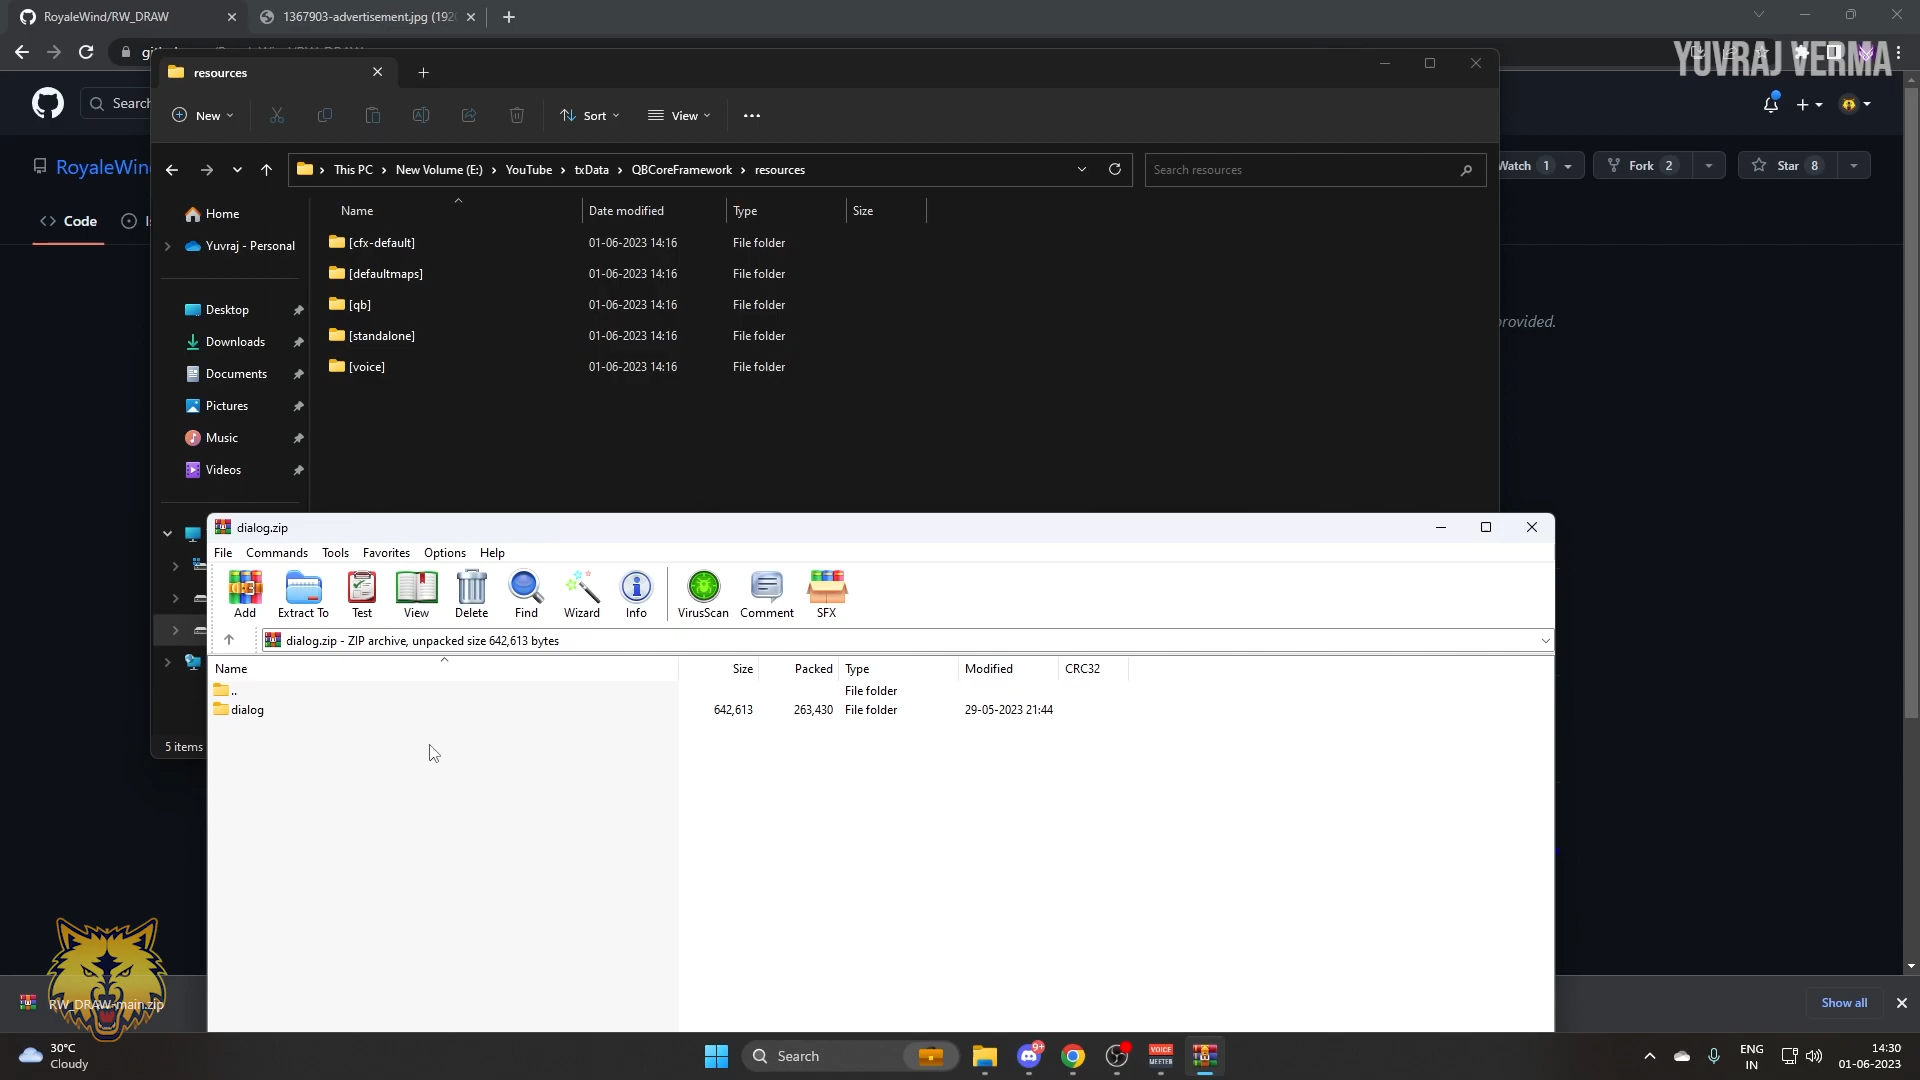 RoyaleWind/RW_DRAW
1367903-advertisement.jpg (192
YUVRAJ VERMA
resources
Search
New
Sort
View
This PC > New Volume (E:) > YouTube > txData > QBCoreFramework > resources
Search resources
RoyaleWin
Watch 1
Fork 2
Star 8
Code
Home
Yuvraj - Personal
Desktop
Downloads
Documents
Pictures
Music
Videos
5 items
Name Date modified Type Size
[cfx-default] 01-06-2023 14:16 File folder
[defaultmaps] 01-06-2023 14:16 File folder
[qb] 01-06-2023 14:16 File folder
[standalone] 01-06-2023 14:16 File folder
[voice] 01-06-2023 14:16 File folder
provided.
dialog.zip
File Commands Tools Favorites Options Help
Add Extract To Test View Delete Find Wizard Info VirusScan Comment SFX
dialog.zip - ZIP archive, unpacked size 642,613 bytes
Name Size Packed Type Modified CRC32
.. File folder
dialog 642,613 263,430 File folder 29-05-2023 21:44
RW_DRAW-main.zip
Show all
30°C
Cloudy
Search
9+
VOICE
MEETER
ENG
IN
14:30
01-06-2023